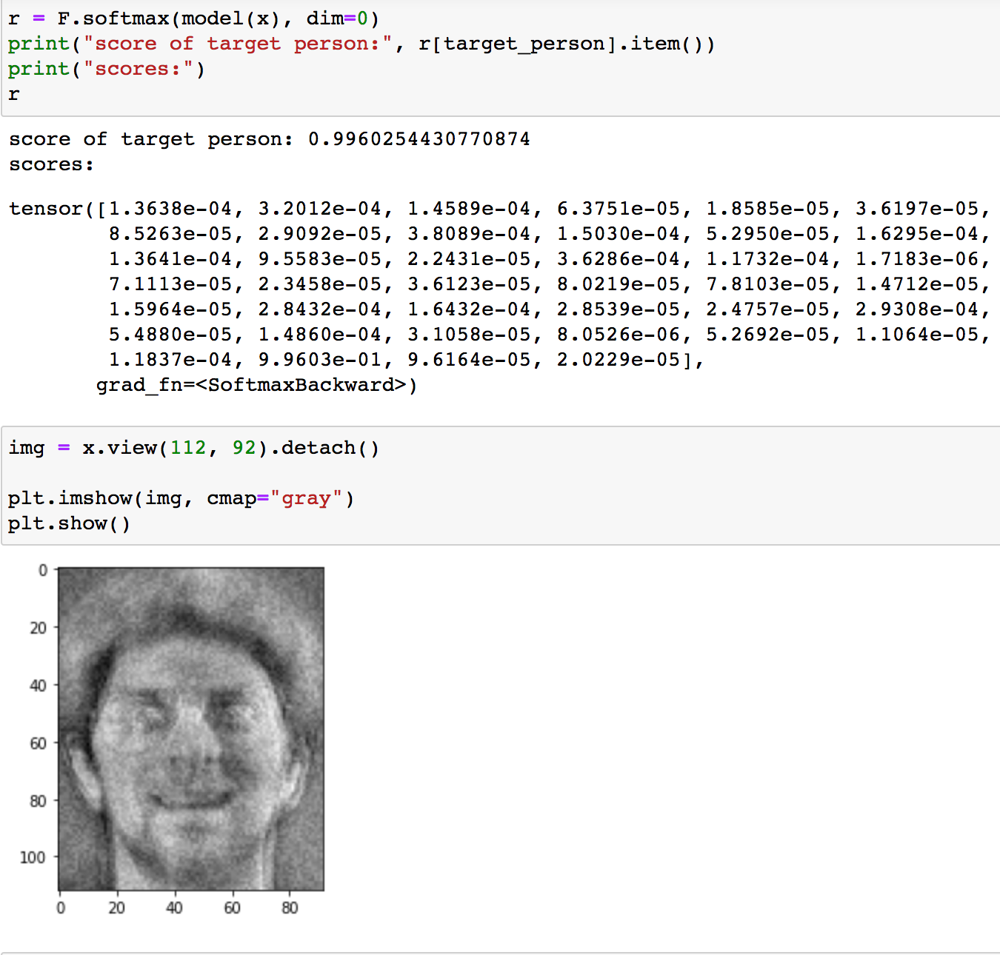 r = F.softmax(model(x), dim=0)
print("score of target person:", r[target_person].item())
print("scores:")
r
score of target person: 0.9960254430770874
scores:
tensor([1.3638e-04, 3.2012e-04, 1.4589e-04, 6.3751e-05, 1.8585e-05, 3.6197e-05,
8.5263e-05, 2.9092e-05, 3.8089e-04, 1.5030e-04, 5.2950e-05, 1.6295e-04,
1.3641e-04, 9.5583e-05, 2.2431e-05, 3.6286e-04, 1.1732e-04, 1.7183e-06,
7.1113e-05, 2.3458e-05, 3.6123e-05, 8.0219e-05, 7.8103e-05, 1.4712e-05,
1.5964e-05, 2.8432e-04, 1.6432e-04, 2.8539e-05, 2.4757e-05, 2.9308e-04,
5.4880e-05, 1.4860e-04, 3.1058e-05, 8.0526e-06, 5.2692e-05, 1.1064e-05,
1.1837e-04, 9.9603e-01, 9.6164e-05, 2.0229e-05],
grad_fn=<SoftmaxBackward>)
img = x.view(112, 92).detach()
plt.imshow(img, cmap="gray")
plt.show()
0
20
40
60
80
100
0 20 40 60 80